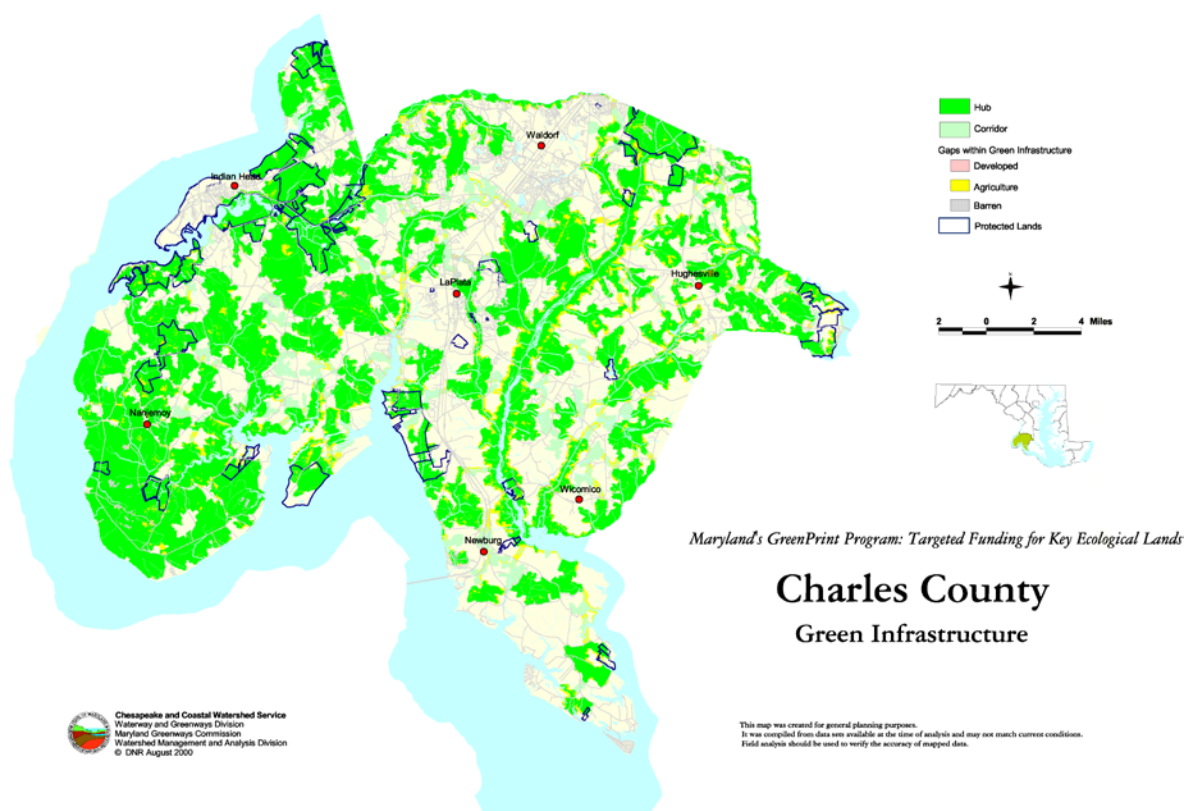 Waldorf
Indian Head
LaPlata
Hughesville
Nanjemoy
Wicomico
Newburg
Hub
Corridor
Gaps within Green Infrastructure
Developed
Agriculture
Barren
Protected Lands
N
2 0 2 4 Miles
Maryland's GreenPrint Program: Targeted Funding for Key Ecological Lands
Charles County
Green Infrastructure
Chesapeake and Coastal Watershed Service
Waterway and Greenways Division
Maryland Greenways Commission
Watershed Management and Analysis Division
© DNR August 2000
This map was created for general planning purposes.
It was compiled from data sets available at the time of analysis and may not match current conditions.
Field analysis should be used to verify the accuracy of mapped data.